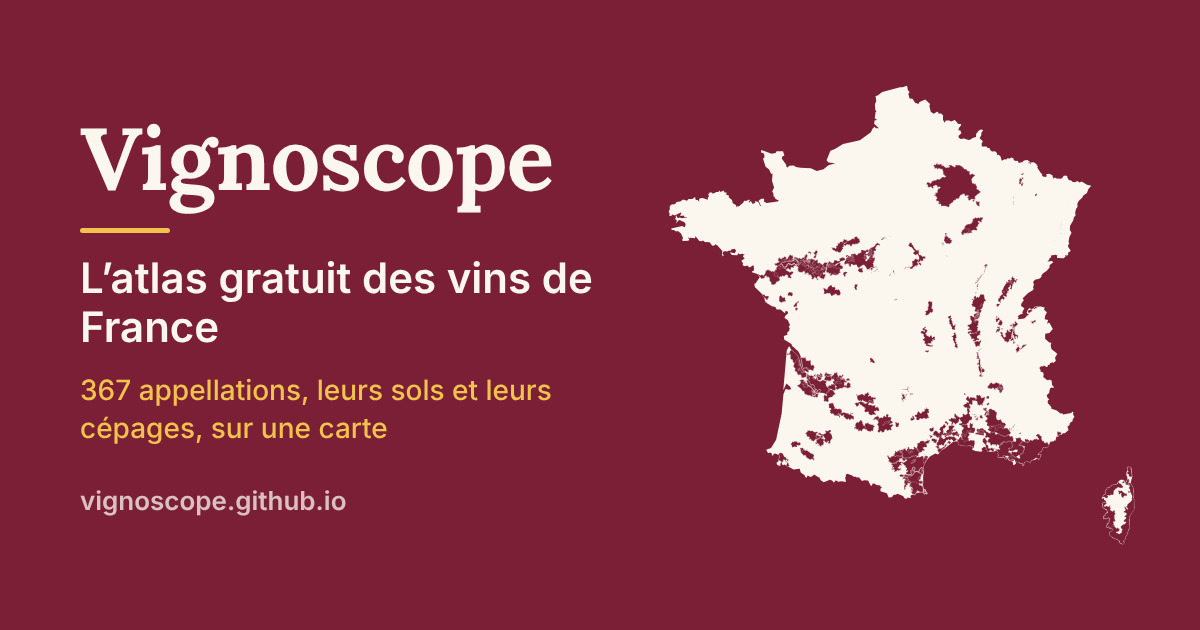 Vignoscope
L’atlas gratuit des vins de
France
367 appellations, leurs sols et leurs
cépages, sur une carte
vignoscope.github.io